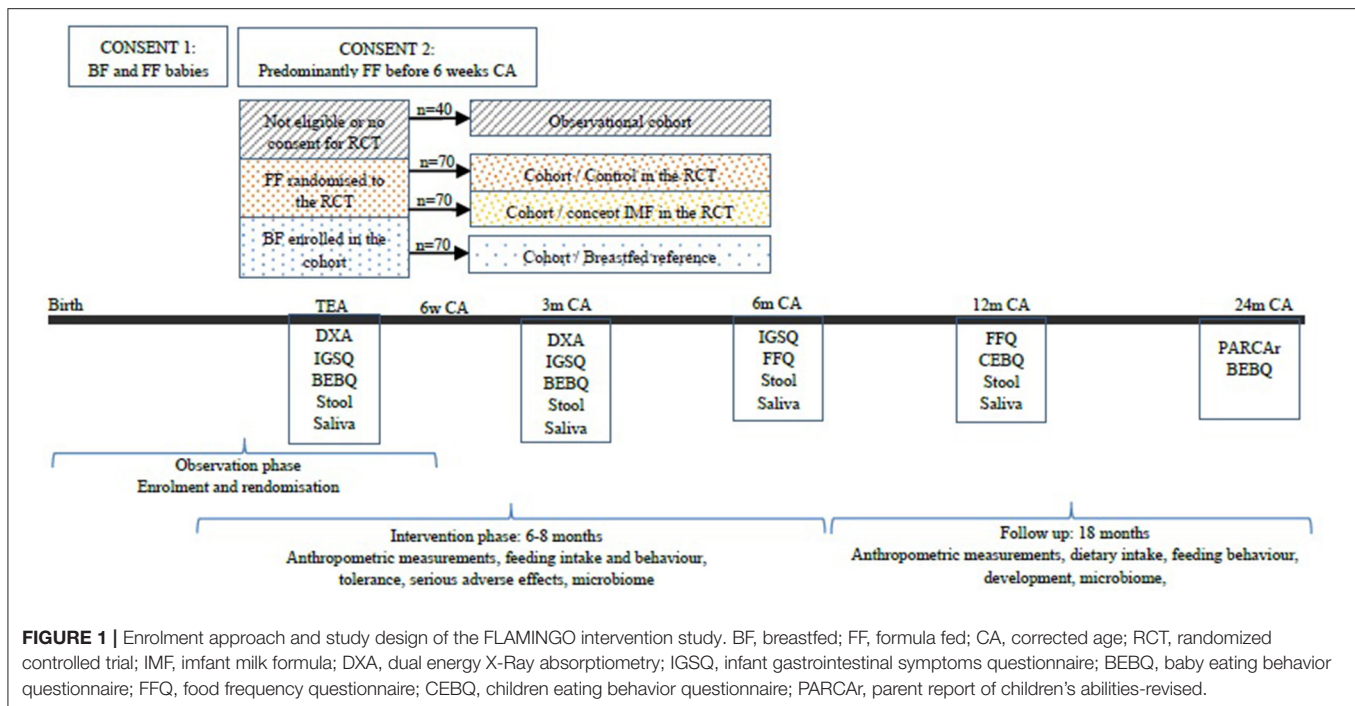 CONSENT 1:
BF and FF babies
CONSENT 2:
Predominantly FF before 6 weeks CA
Not eligible or no
consent for RCT
n=40
Observational cohort
FF randomised to
the RCT
n=70
Cohort / Control in the RCT
n=70
Cohort / concept IMF in the RCT
BF enrolled in the
cohort
n=70
Cohort / Breastfed reference
Birth
TEA
6w CA
3m CA
6m CA
12m CA
24m CA
DXA
IGSQ
BEBQ
Stool
Saliva
DXA
IGSQ
BEBQ
Stool
Saliva
IGSQ
FFQ
Stool
Saliva
FFQ
CEBQ
Stool
Saliva
PARCAr
BEBQ
Observation phase
Enrolment and rendomisation
Intervention phase: 6-8 months
Anthropometric measurements, feeding intake and behaviour,
tolerance, serious adverse effects, microbiome
Follow up: 18 months
Anthropometric measurements, dietary intake, feeding behaviour,
development, microbiome,
FIGURE 1 | Enrolment approach and study design of the FLAMINGO intervention study. BF, breastfed; FF, formula fed; CA, corrected age; RCT, randomized
controlled trial; IMF, imfant milk formula; DXA, dual energy X-Ray absorptiometry; IGSQ, infant gastrointestinal symptoms questionnaire; BEBQ, baby eating behavior
questionnaire; FFQ, food frequency questionnaire; CEBQ, children eating behavior questionnaire; PARCAr, parent report of children's abilities-revised.